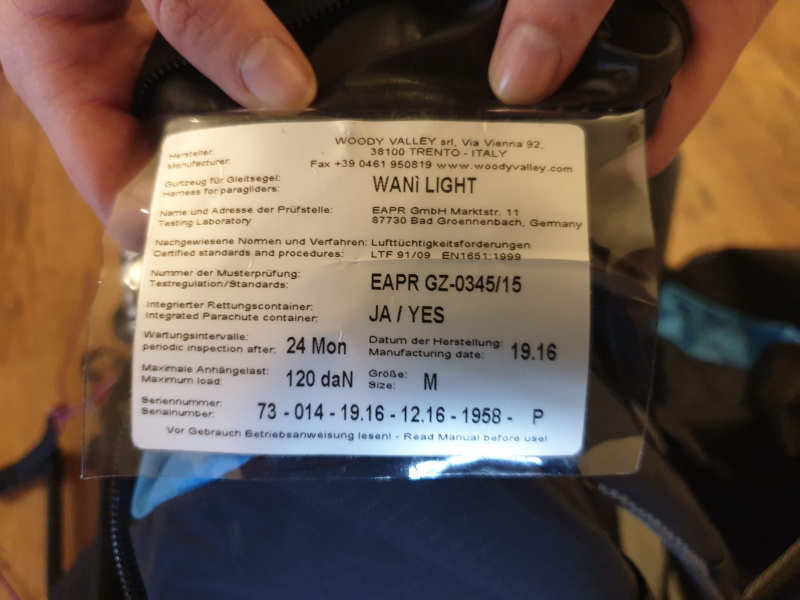 Hersteller: WOODY VALLEY srl, Via Vienna 92,
Manufacturer: 38100 TRENTO - ITALY
Fax +39 0461 950819 www.woodyvalley.com
Gurtzeug für Gleitsegel:
Harness for paragliders: WANì LIGHT
Name und Adresse der Prüfstelle: EAPR GmbH Marktstr. 11
Testing Laboratory 87730 Bad Groennenbach, Germany
Nachgewiesene Normen und Verfahren: Lufttüchtigkeitsforderungen
Certified standards and procedures: LTF 91/09 EN1651:1999
Nummer der Musterprüfung:
Testregulation/Standards: EAPR GZ-0345/15
Integrierter Rettungscontainer:
Integrated Parachute container: JA / YES
Wartungsintervalle: Datum der Herstellung:
periodic inspection after: 24 Mon Manufacturing date: 19.16
Maximale Anhängelast: Größe:
Maximum load: 120 daN Size: M
Seriennummer:
Serialnumber: 73 - 014 - 19.16 - 12.16 - 1958 - P
Vor Gebrauch Betriebsanweisung lesen! - Read Manual before use!